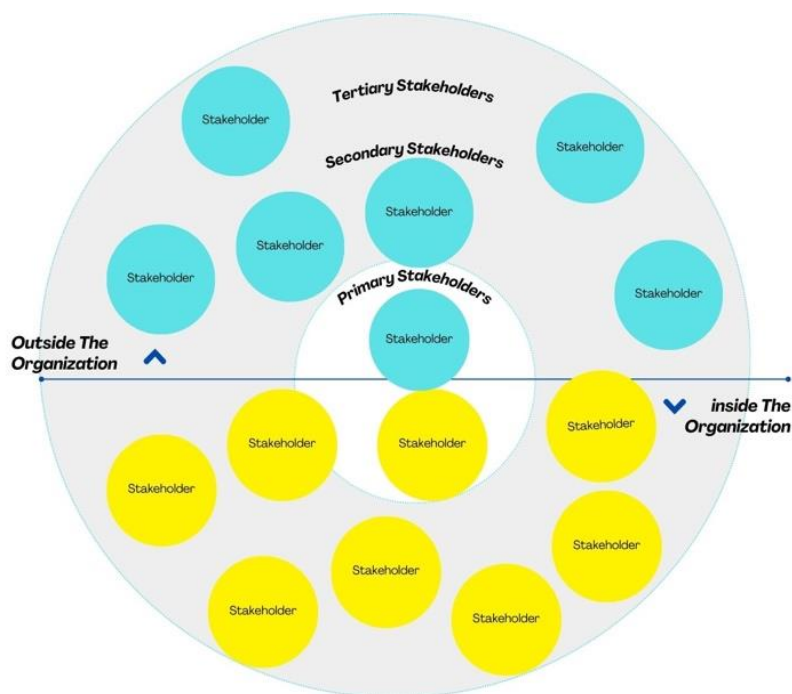 Tertiary Stakeholders
Stakeholder
Stakeholder
Secondary Stakeholders
Stakeholder
Stakeholder
Stakeholder
Primary Stakeholders
Stakeholder
Stakeholder
Outside The
Organization
inside The
Organization
Stakeholder
Stakeholder
Stakeholder
Stakeholder
Stakeholder
Stakeholder
Stakeholder
Stakeholder